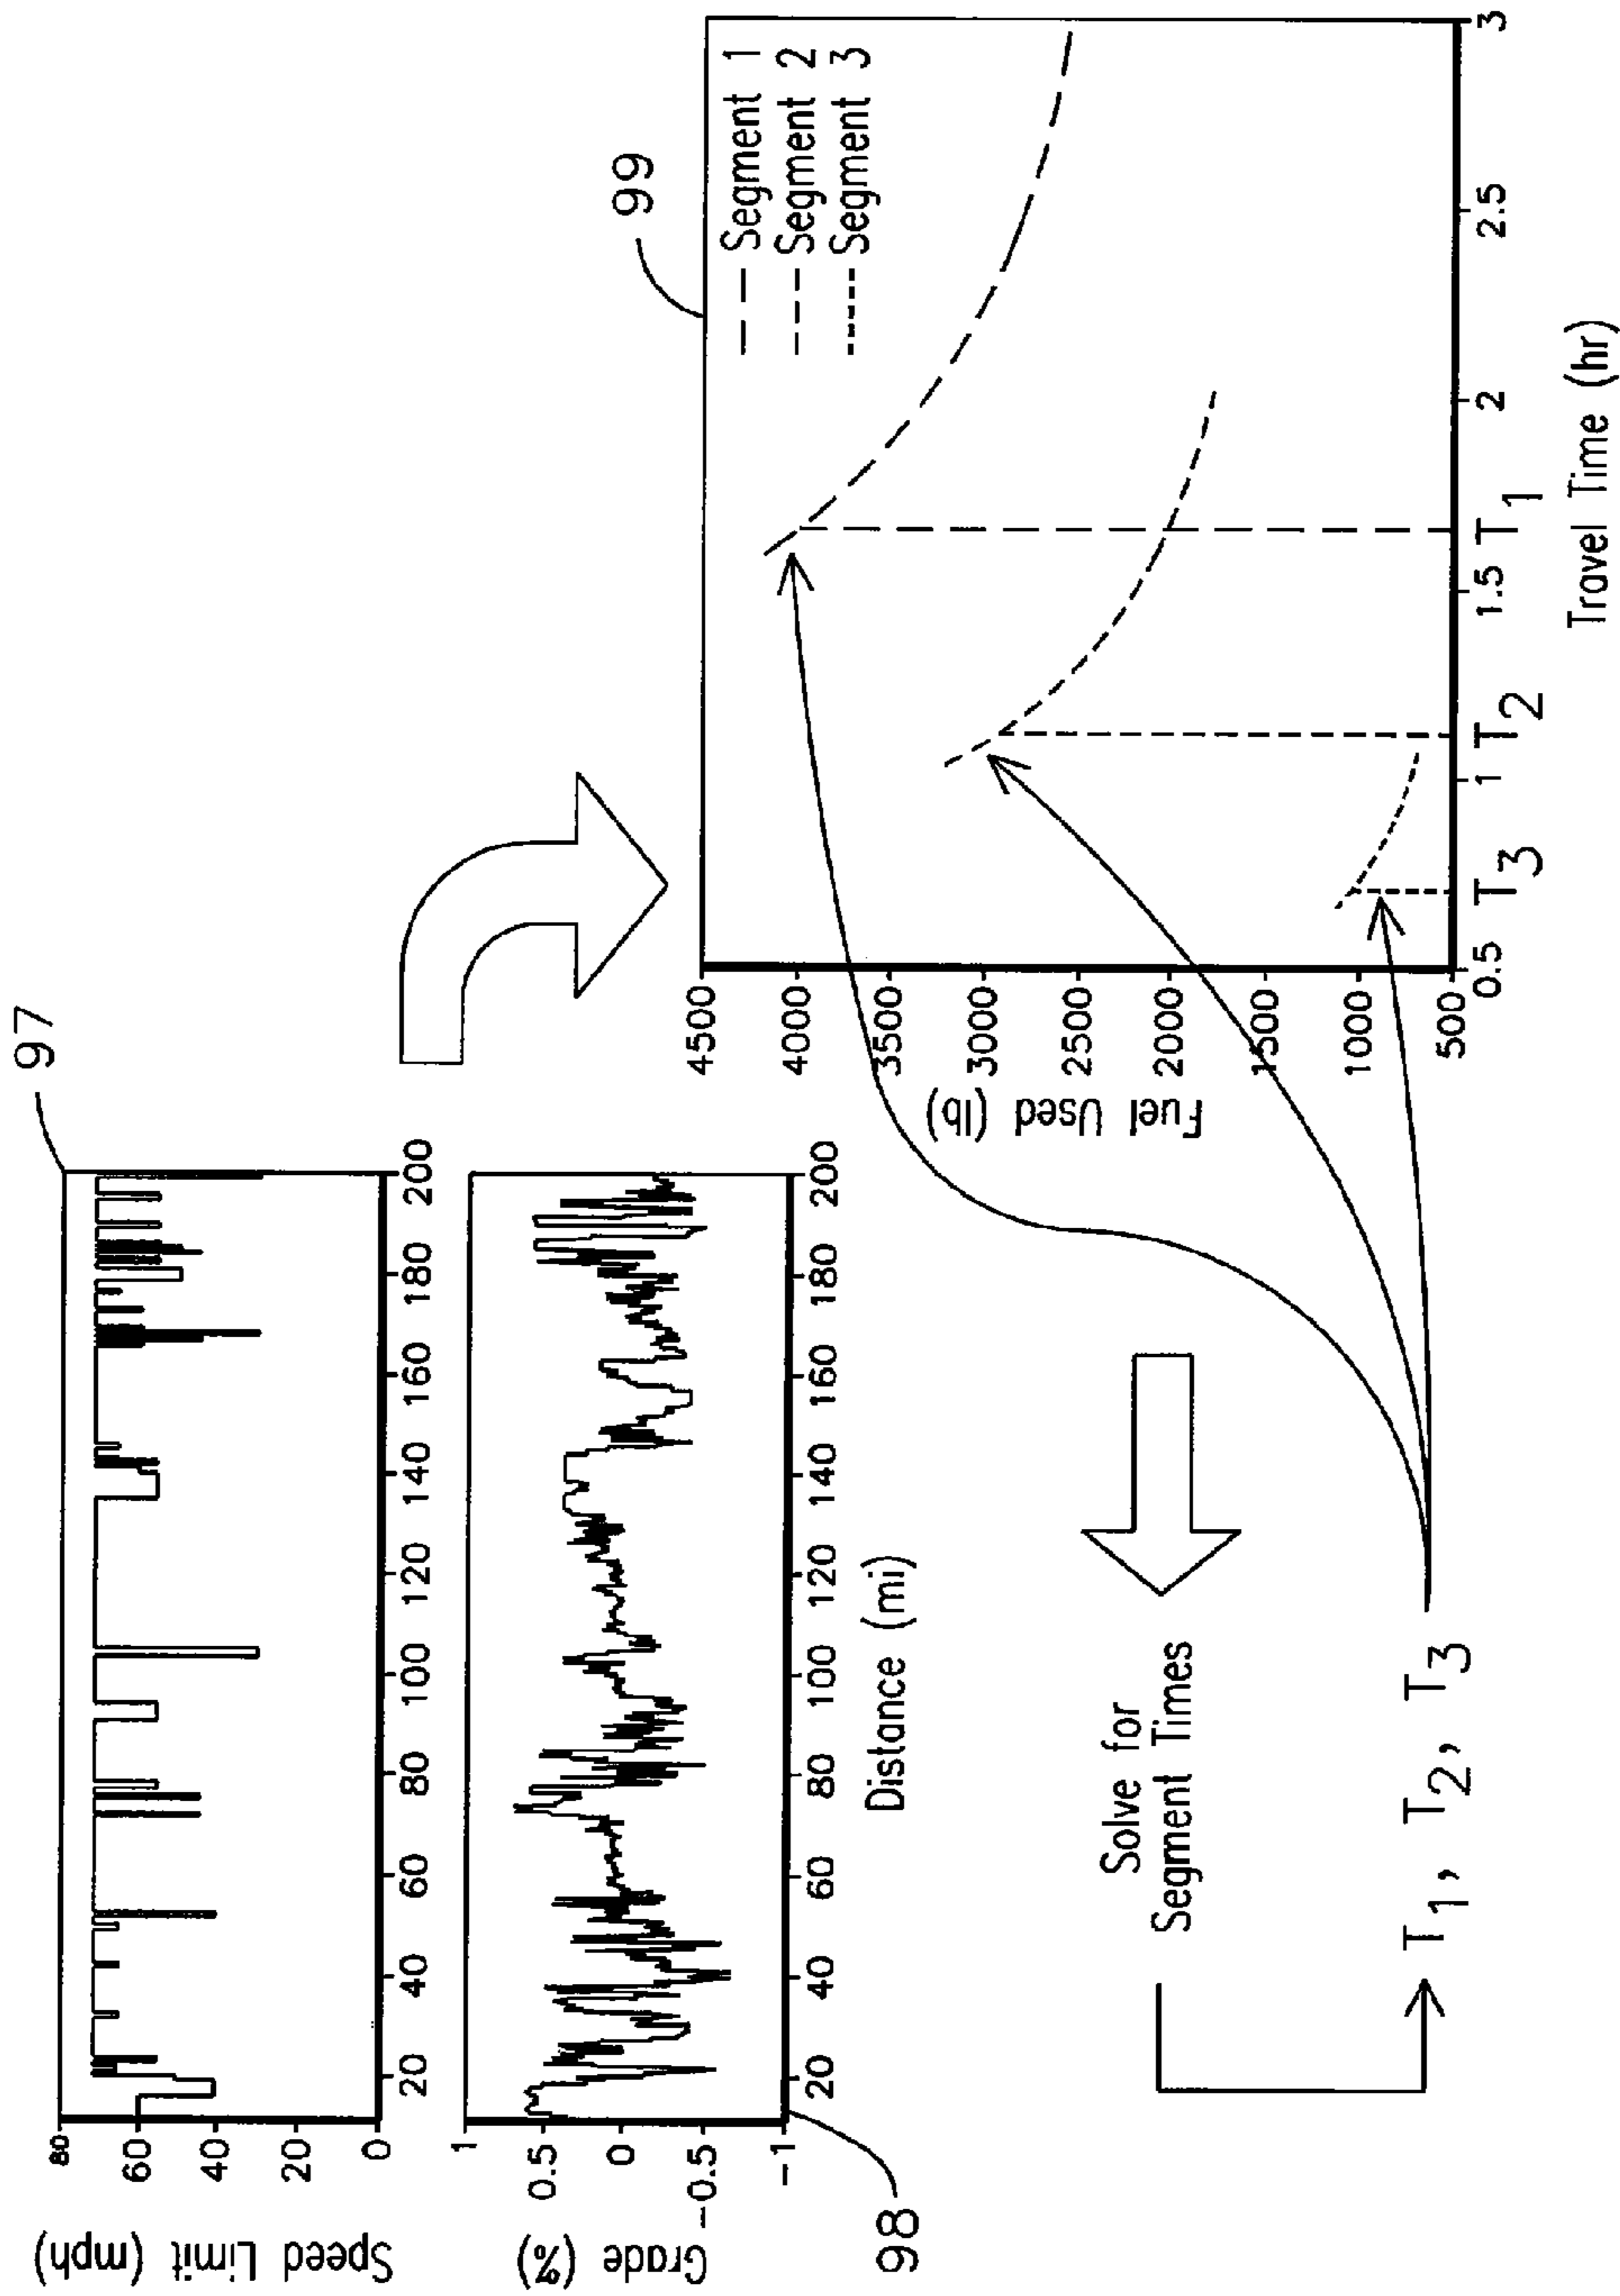 97
Speed Limit (mph)
80
60
40
20
0
20 40 60 80 100 120 140 160 180 200
Grade (%)
1
0.5
0
-0.5
-1
20 40 60 80 100 120 140 160 180 200
Distance (mi)
98
99
Fuel Used (lb)
4500
4000
3500
3000
2500
2000
1500
1000
500
Segment 1
Segment 2
Segment 3
0.5 T3 1 T2 1.5 T1 2 2.5 3
Travel Time (hr)
Solve for
Segment Times
T1, T2, T3